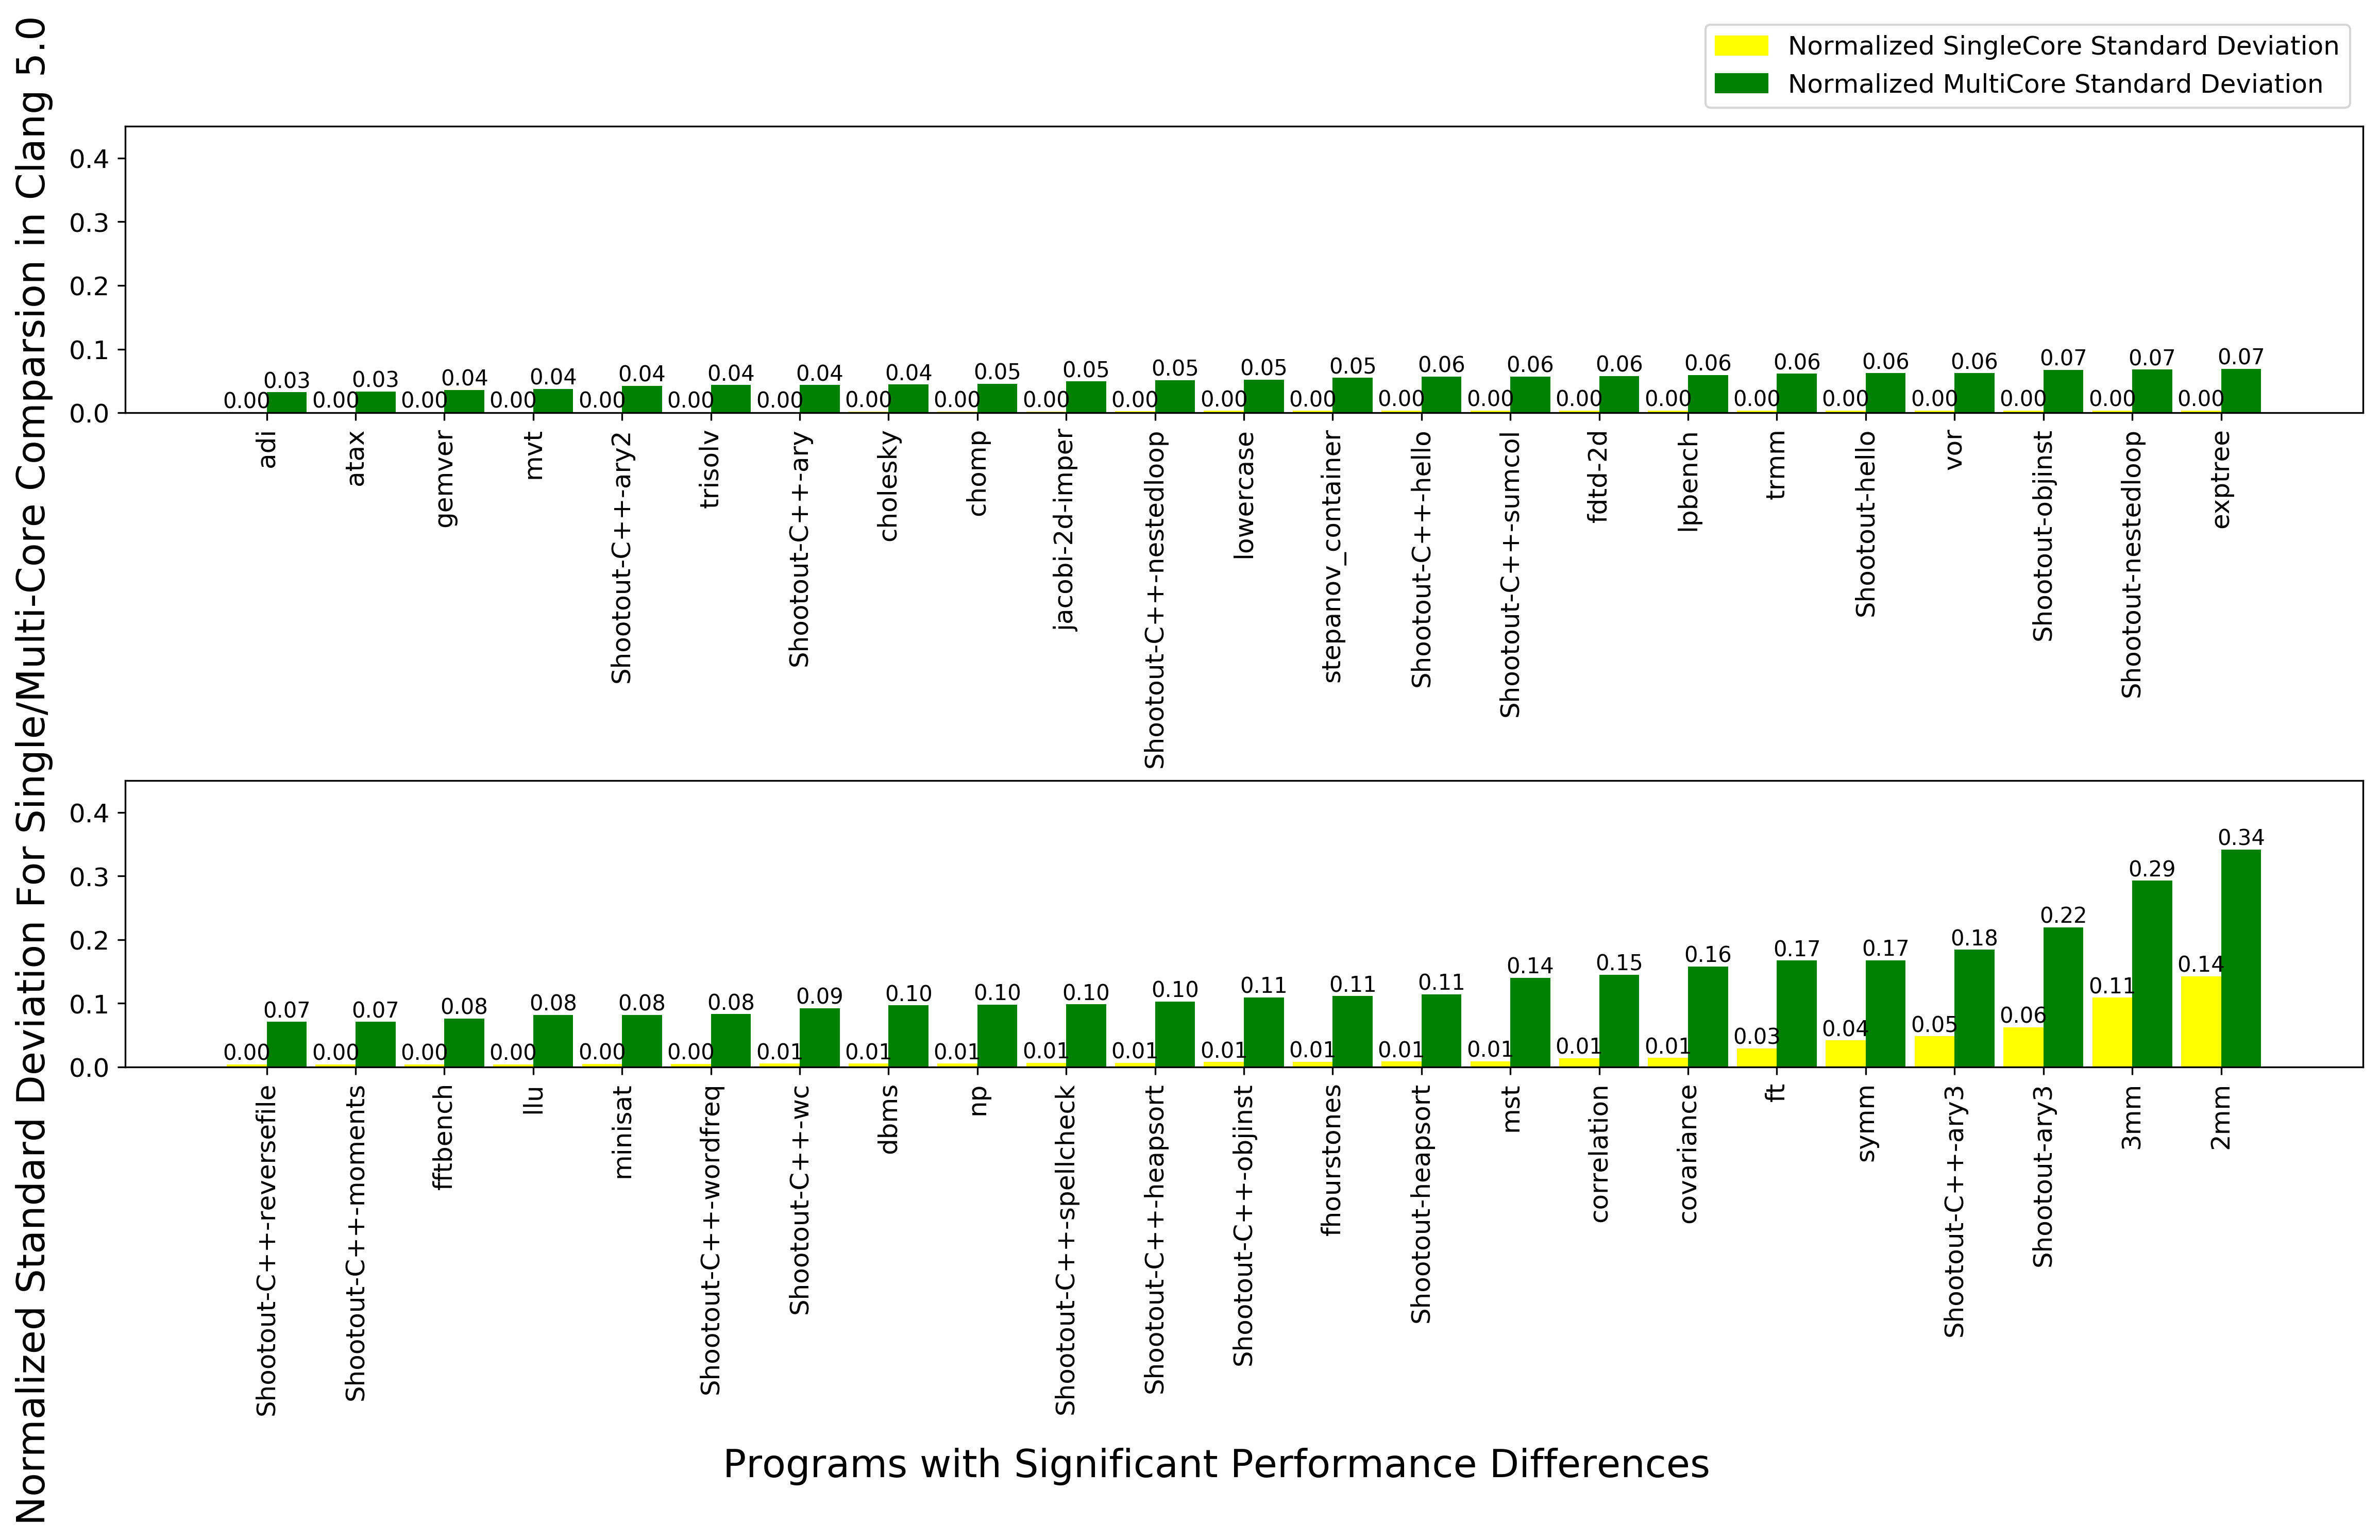 Normalized SingleCore Standard Deviation
Normalized MultiCore Standard Deviation
Normalized Standard Deviation For Single/Multi-Core Comparsion in Clang 5.0
0.4
0.3
0.2
0.1
0.0
0.00 0.03 0.00 0.03 0.00 0.04 0.00 0.04 0.00 0.04 0.00 0.04 0.00 0.04 0.00 0.04 0.00 0.05 0.00 0.05 0.00 0.05 0.00 0.05 0.00 0.05 0.00 0.06 0.00 0.06 0.00 0.06 0.00 0.06 0.00 0.06 0.00 0.06 0.00 0.06 0.00 0.07 0.00 0.07 0.00 0.07
adi
atax
gemver
mvt
Shootout-C++-ary2
trisolv
Shootout-C++-ary
cholesky
chomp
jacobi-2d-imper
Shootout-C++-nestedloop
lowercase
stepanov_container
Shootout-C++-hello
Shootout-C++-sumcol
fdtd-2d
lpbench
trmm
Shootout-hello
vor
Shootout-objinst
Shootout-nestedloop
exptree
0.4
0.3
0.2
0.1
0.0
0.00 0.07 0.00 0.07 0.00 0.08 0.00 0.08 0.00 0.08 0.00 0.08 0.01 0.09 0.01 0.10 0.01 0.10 0.01 0.10 0.01 0.10 0.01 0.11 0.01 0.11 0.01 0.11 0.01 0.14 0.01 0.15 0.01 0.16 0.03 0.17 0.04 0.17 0.05 0.18 0.06 0.22 0.11 0.29 0.14 0.34
Shootout-C++-reversefile
Shootout-C++-moments
fftbench
llu
minisat
Shootout-C++-wordfreq
Shootout-C++-wc
dbms
np
Shootout-C++-spellcheck
Shootout-C++-heapsort
Shootout-C++-objinst
fhourstones
Shootout-heapsort
mst
correlation
covariance
ft
symm
Shootout-C++-ary3
Shootout-ary3
3mm
2mm
Programs with Significant Performance Differences